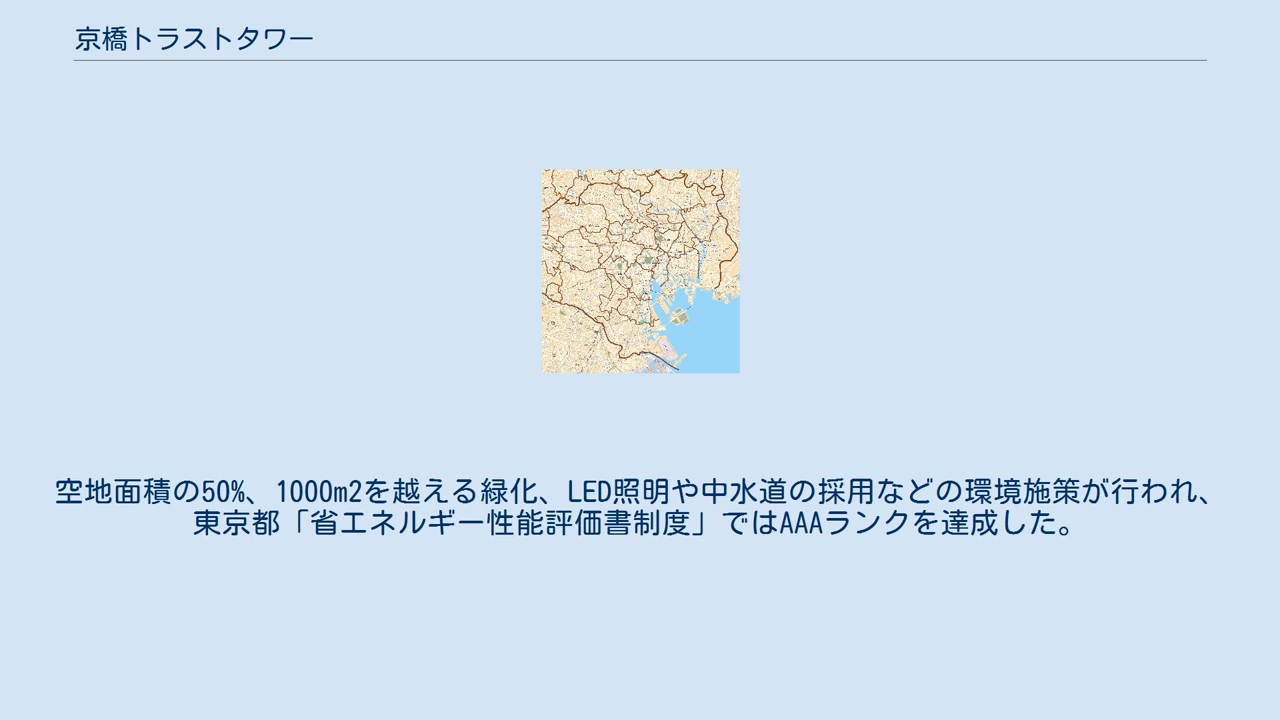 京橋トラストタワー
空地面積の50%、1000m2を越える緑化、LED照明や中水道の採用などの環境施策が行われ、
東京都「省エネルギー性能評価書制度」ではAAAランクを達成した。